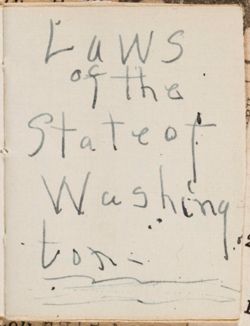 Laws
of the
State of
Washing
ton-